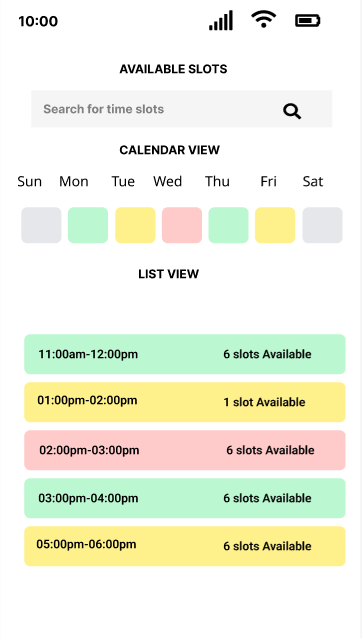 10:00
AVAILABLE SLOTS
Search for time slots
CALENDAR VIEW
Sun Mon Tue Wed Thu Fri Sat
LIST VIEW
11:00am-12:00pm 6 slots Available
01:00pm-02:00pm 1 slot Available
02:00pm-03:00pm 6 slots Available
03:00pm-04:00pm 6 slots Available
05:00pm-06:00pm 6 slots Available